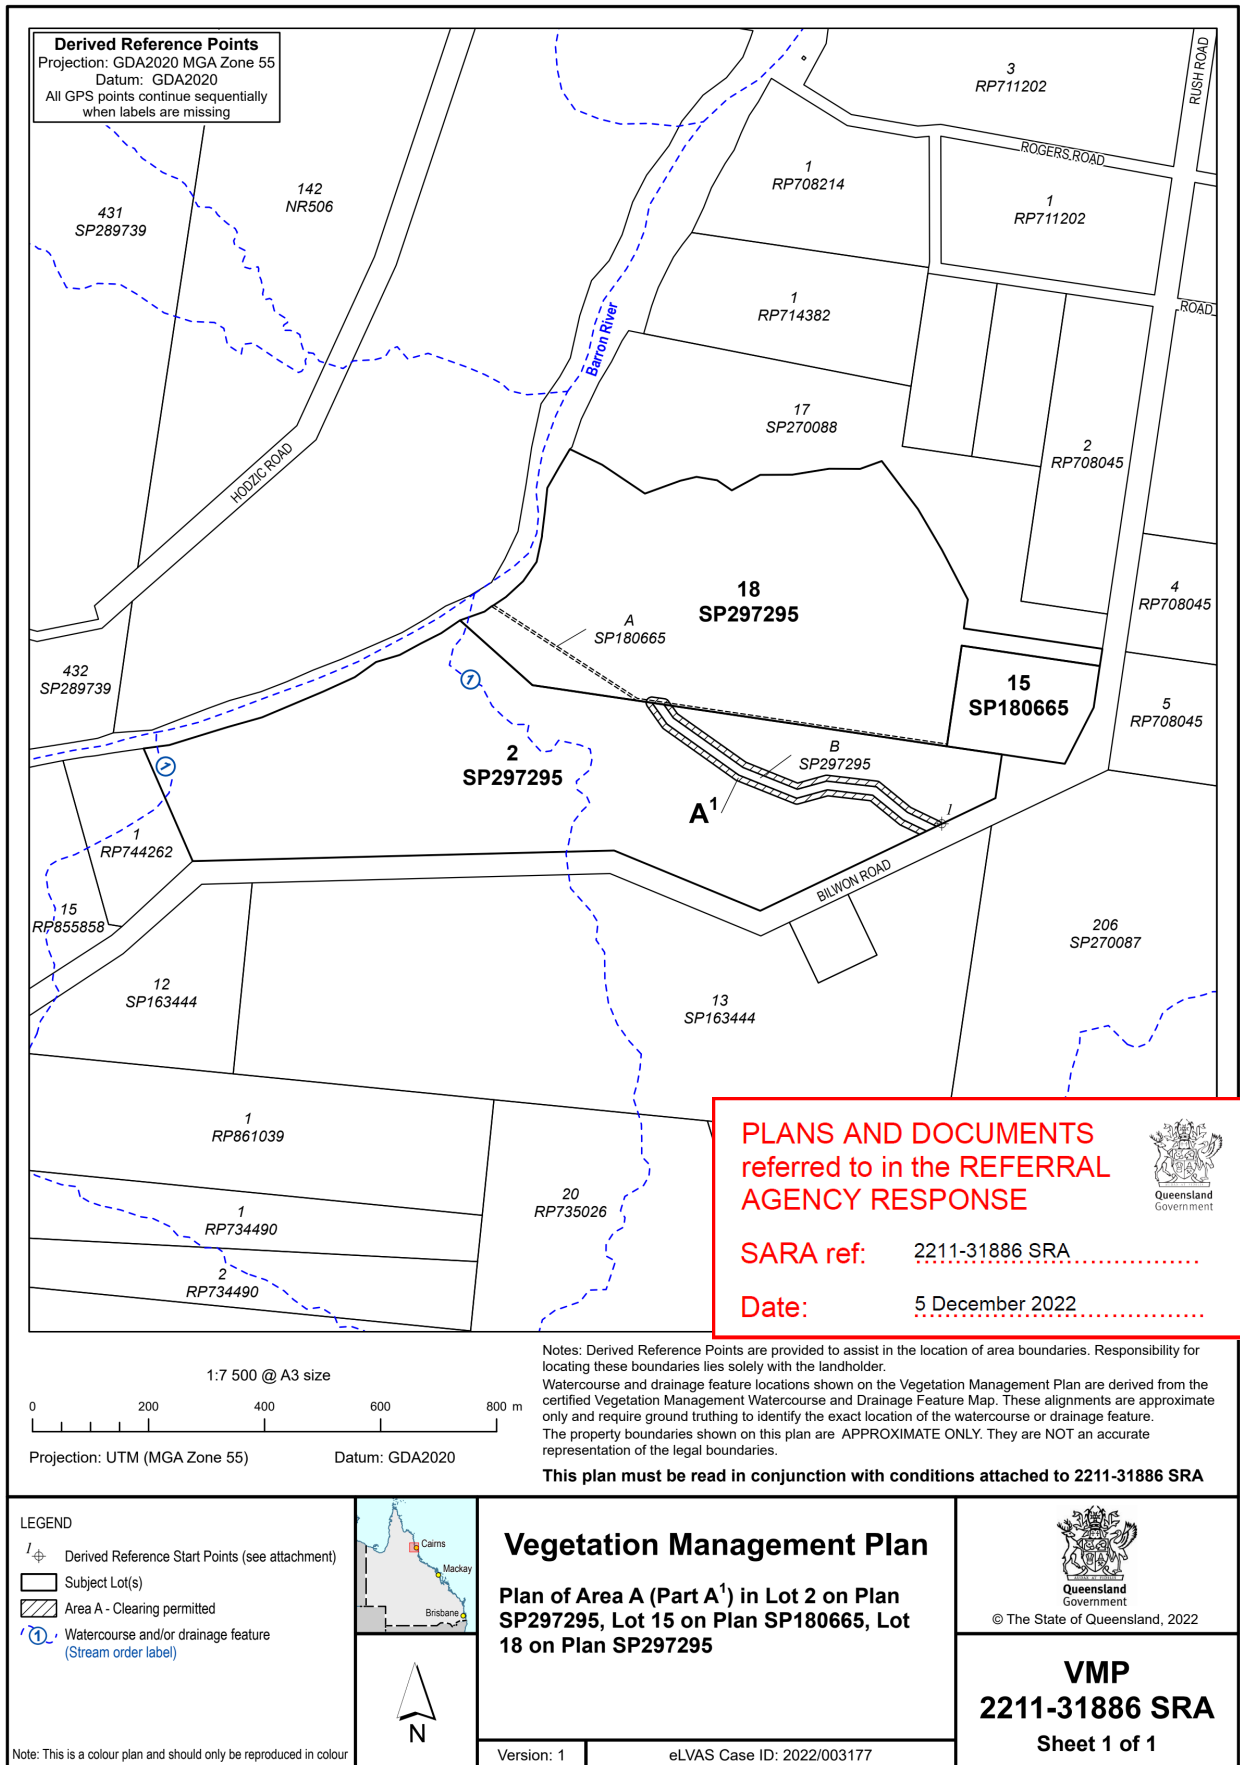 Derived Reference Points
Projection: GDA2020 MGA Zone 55
Datum: GDA2020
All GPS points continue sequentially
when labels are missing
3
RP711202
RUSH ROAD
ROGERS ROAD
1
RP708214
1
RP711202
142
NR506
431
SP289739
1
RP714382
ROAD
Barron River
17
SP270088
2
RP708045
HODZIC ROAD
18
SP297295
4
RP708045
A
SP180665
432
SP289739
15
SP180665
5
RP708045
1
2
SP297295
B
SP297295
1
A1
1
1
RP744262
BILWON ROAD
15
RP855858
206
SP270087
12
SP163444
13
SP163444
1
RP861039
20
RP735026
1
RP734490
2
RP734490
PLANS AND DOCUMENTS
referred to in the REFERRAL
AGENCY RESPONSE
Queensland
Government
SARA ref: 2211-31886 SRA
Date: 5 December 2022
1:7 500 @ A3 size
0 200 400 600 800 m
Projection: UTM (MGA Zone 55) Datum: GDA2020
Notes: Derived Reference Points are provided to assist in the location of area boundaries. Responsibility for
locating these boundaries lies solely with the landholder.
Watercourse and drainage feature locations shown on the Vegetation Management Plan are derived from the
certified Vegetation Management Watercourse and Drainage Feature Map. These alignments are approximate
only and require ground truthing to identify the exact location of the watercourse or drainage feature.
The property boundaries shown on this plan are APPROXIMATE ONLY. They are NOT an accurate
representation of the legal boundaries.
This plan must be read in conjunction with conditions attached to 2211-31886 SRA
LEGEND
1 Derived Reference Start Points (see attachment)
Subject Lot(s)
Area A - Clearing permitted
1 Watercourse and/or drainage feature
(Stream order label)
Note: This is a colour plan and should only be reproduced in colour
Cairns
Mackay
Brisbane
N
Vegetation Management Plan
Plan of Area A (Part A1) in Lot 2 on Plan
SP297295, Lot 15 on Plan SP180665, Lot
18 on Plan SP297295
Version: 1 eLVAS Case ID: 2022/003177
Queensland
Government
© The State of Queensland, 2022
VMP
2211-31886 SRA
Sheet 1 of 1